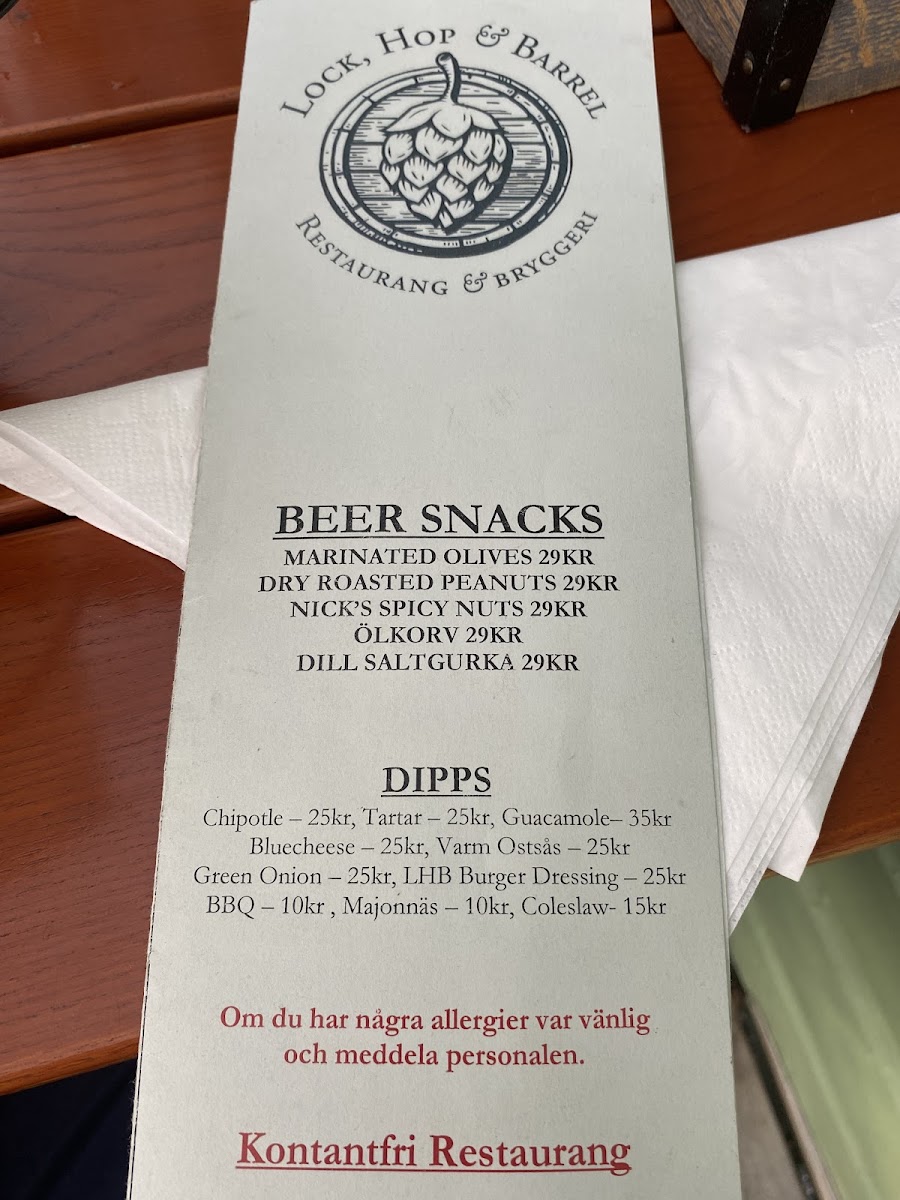 Lock, Hop & Barrel
Restaurang & Bryggeri
BEER SNACKS
MARINATED OLIVES 29KR
DRY ROASTED PEANUTS 29KR
NICK'S SPICY NUTS 29KR
ÖLKORV 29KR
DILL SALTGURKA 29KR
DIPPS
Chipotle – 25kr, Tartar – 25kr, Guacamole– 35kr
Bluecheese – 25kr, Varm Ostsås – 25kr
Green Onion – 25kr, LHB Burger Dressing – 25kr
BBQ – 10kr , Majonnäs – 10kr, Coleslaw- 15kr
Om du har några allergier var vänlig
och meddela personalen.
Kontantfri Restaurang